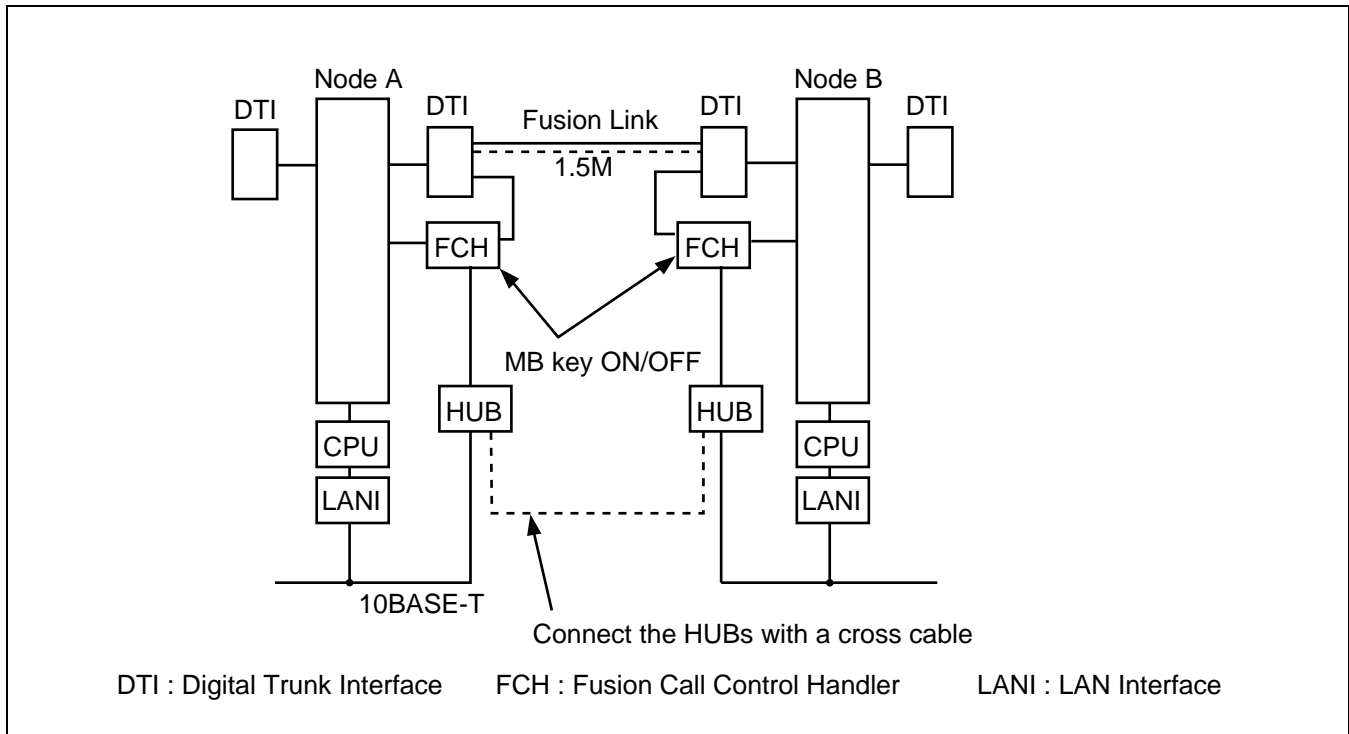 Node A
Node B
DTI
DTI
Fusion Link
DTI
DTI
1.5M
FCH
FCH
MB key ON/OFF
HUB
HUB
CPU
CPU
LANI
LANI
10BASE-T
Connect the HUBs with a cross cable
DTI : Digital Trunk Interface
FCH : Fusion Call Control Handler
LANI : LAN Interface